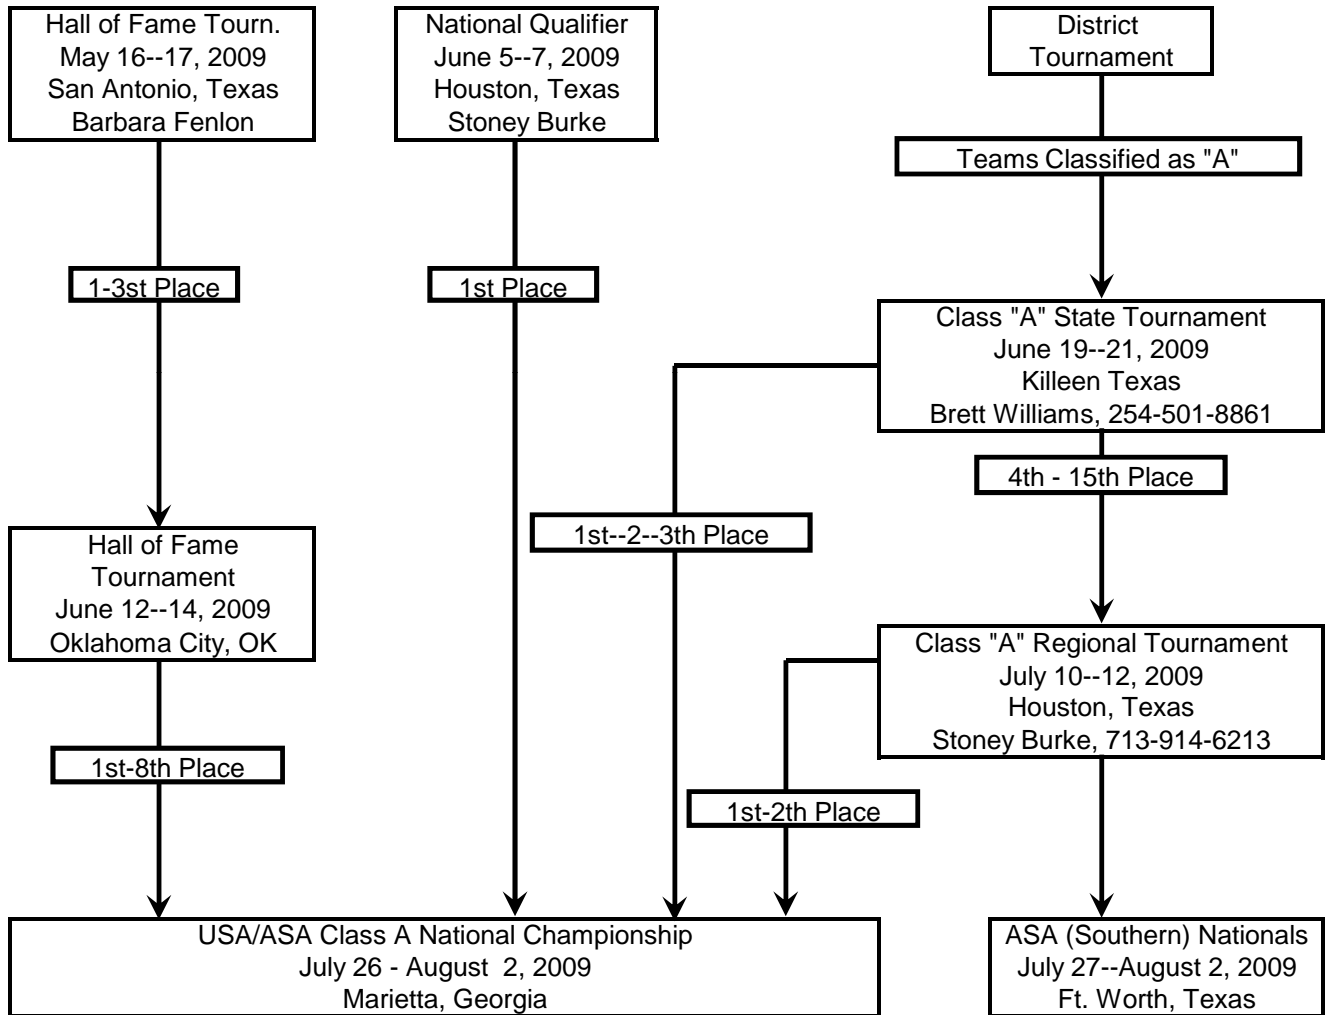 Hall of Fame Tourn.
May 16--17, 2009
San Antonio, Texas
Barbara Fenlon
National Qualifier
June 5--7, 2009
Houston, Texas
Stoney Burke
District
Tournament
Teams Classified as "A"
1-3st Place
1st Place
Class "A" State Tournament
June 19--21, 2009
Killeen Texas
Brett Williams, 254-501-8861
4th - 15th Place
1st--2--3th Place
Hall of Fame
Tournament
June 12--14, 2009
Oklahoma City, OK
Class "A" Regional Tournament
July 10--12, 2009
Houston, Texas
Stoney Burke, 713-914-6213
1st-8th Place
1st-2th Place
USA/ASA Class A National Championship
July 26 - August  2, 2009
Marietta, Georgia
ASA (Southern) Nationals
July 27--August 2, 2009
Ft. Worth, Texas